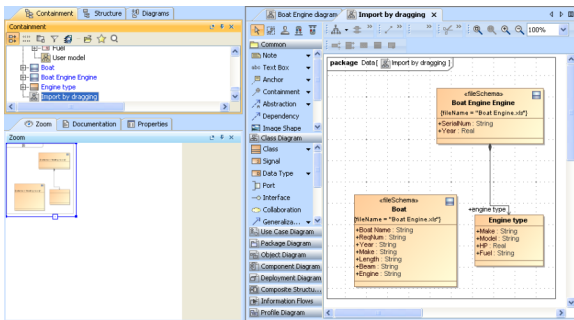 Containment
Structure
Diagrams
Containment
Fuel
User model
Boat
Boat Engine Engine
Engine type
Import by dragging
Zoom
Documentation
Properties
Zoom
Boat Engine diagram
Import by dragging
100%
Common
Note
Text Box
Anchor
Containment
Abstraction
Dependency
Image Shape
Class Diagram
Class
Signal
Data Type
Port
Interface
Collaboration
Generaliza...
Use Case Diagram
Package Diagram
Object Diagram
Component Diagram
Deployment Diagram
Composite Structu...
Information Flows
Profile Diagram
package Data[ Import by dragging ]
«fileSchema»
Boat Engine Engine
{fileName = "Boat Engine.xls"}
+SerialNum : String
+Year : Real
«fileSchema»
Boat
{fileName = "Boat Engine.xls"}
+Boat Name : String
+RegNum : String
+Year : String
+Make : String
+Length : String
+Beam : String
+Engine : String
+engine type
Engine type
+Make : String
+Model : String
+HP : Real
+Fuel : String